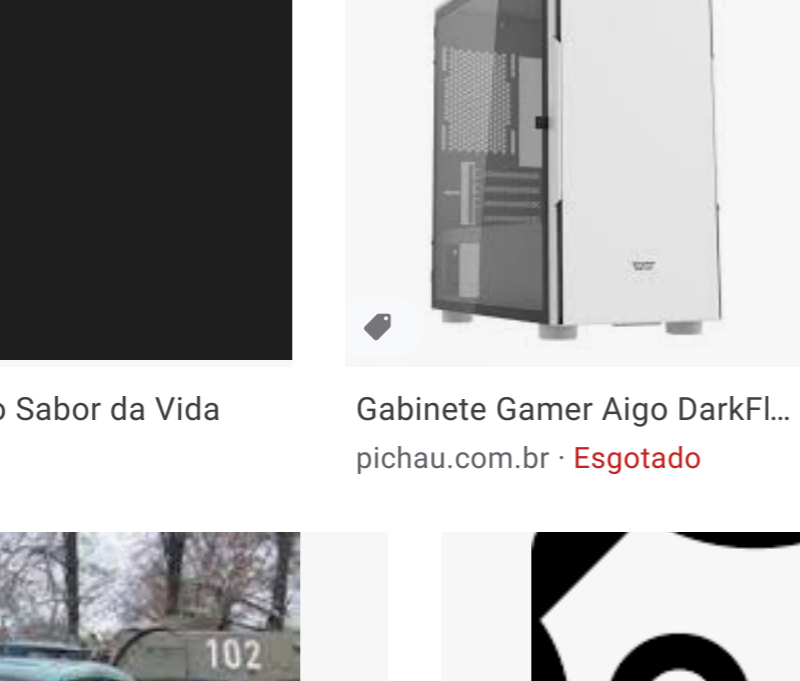 o Sabor da Vida
Gabinete Gamer Aigo DarkFl...
pichau.com.br · Esgotado
102